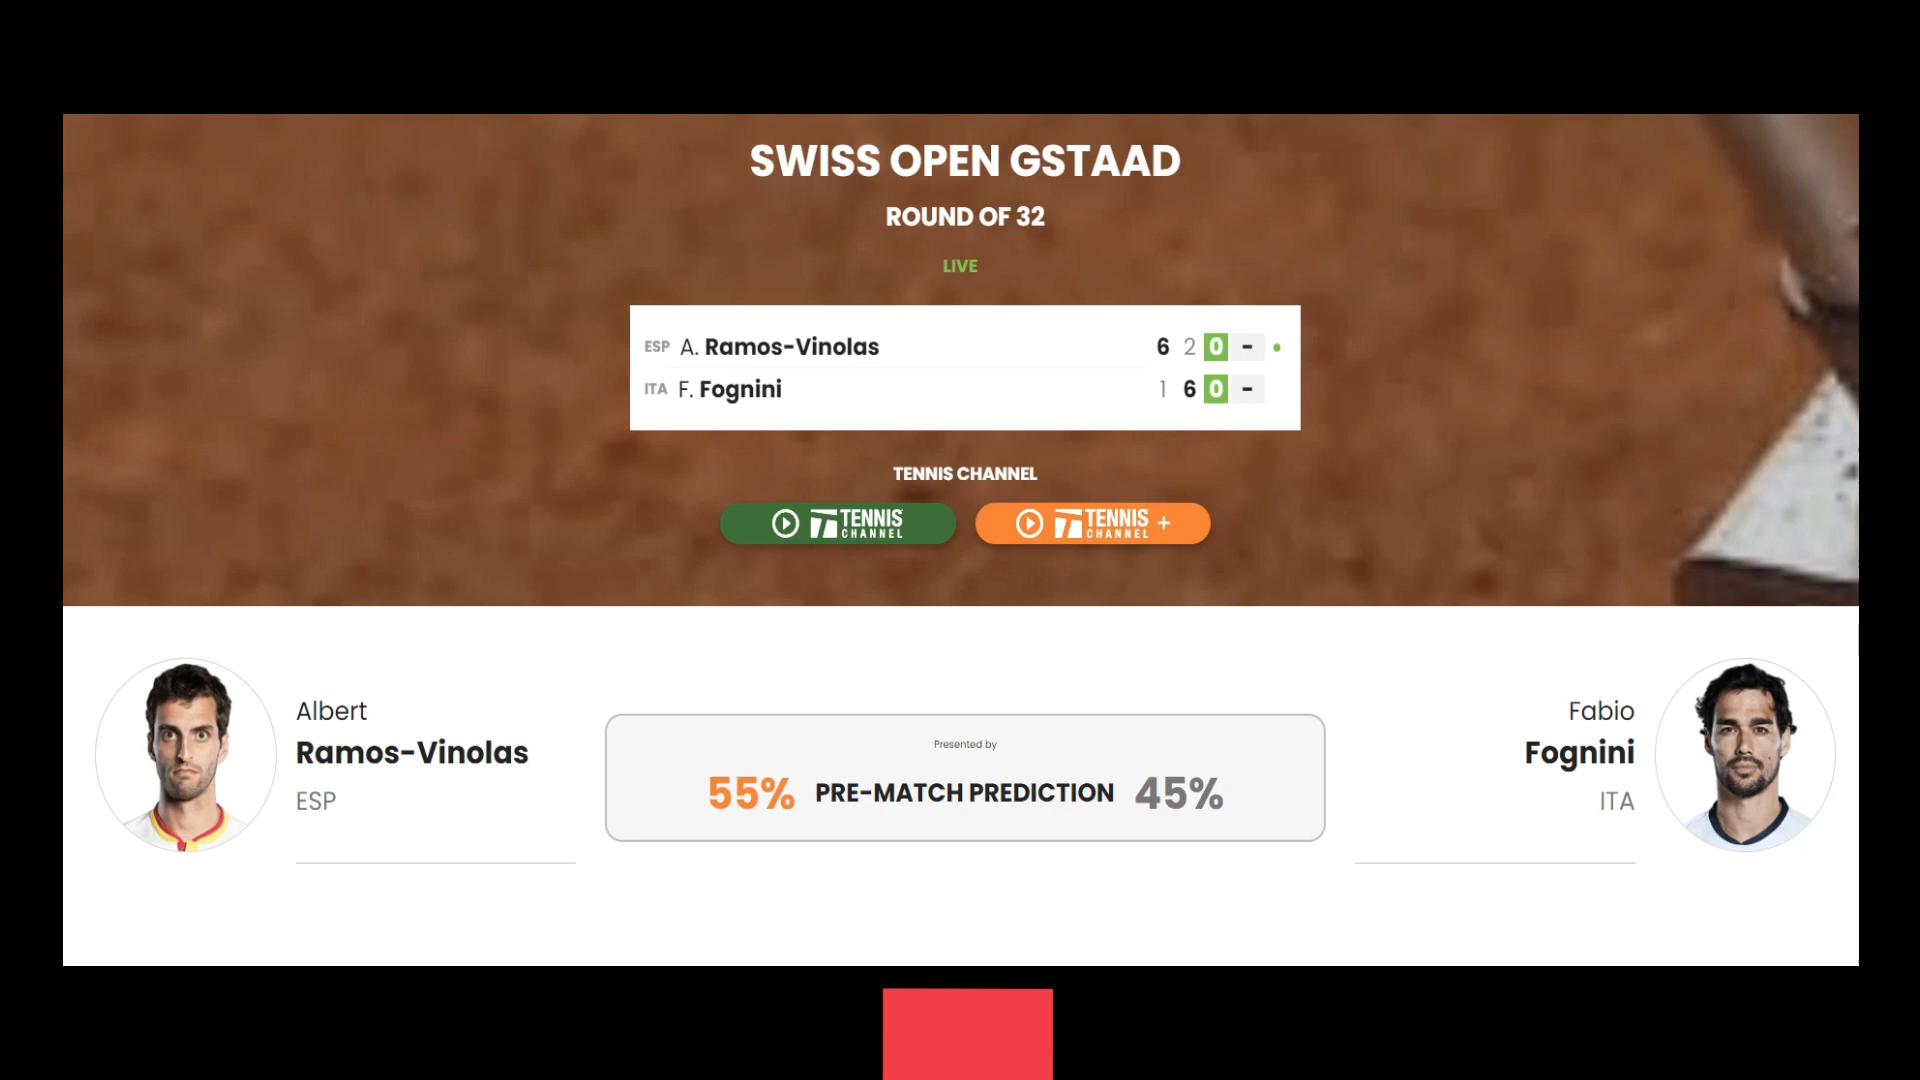 SWISS OPEN GSTAAD
ROUND OF 32
LIVE
ESP A. Ramos-Vinolas 6 2 0 -
ITA F. Fognini 1 6 0 -
TENNIS CHANNEL
TENNIS CHANNEL
TENNIS CHANNEL +
Albert
Ramos-Vinolas
ESP
Presented by
55% PRE-MATCH PREDICTION 45%
Fabio
Fognini
ITA